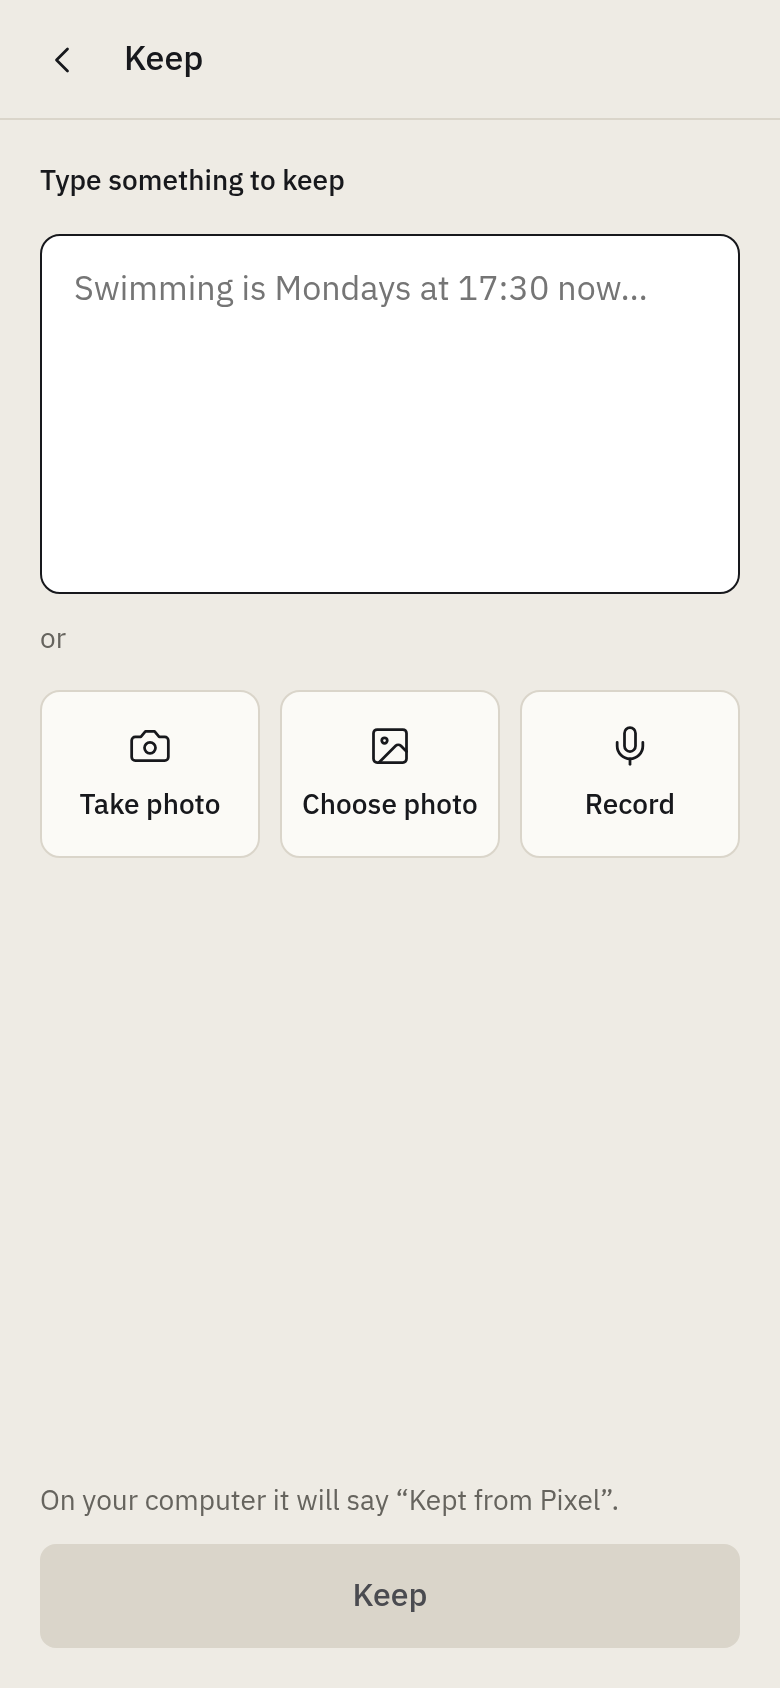 Keep
Type something to keep
Swimming is Mondays at 17:30 now…
or
Take photo
Choose photo
Record
On your computer it will say “Kept from Pixel”.
Keep